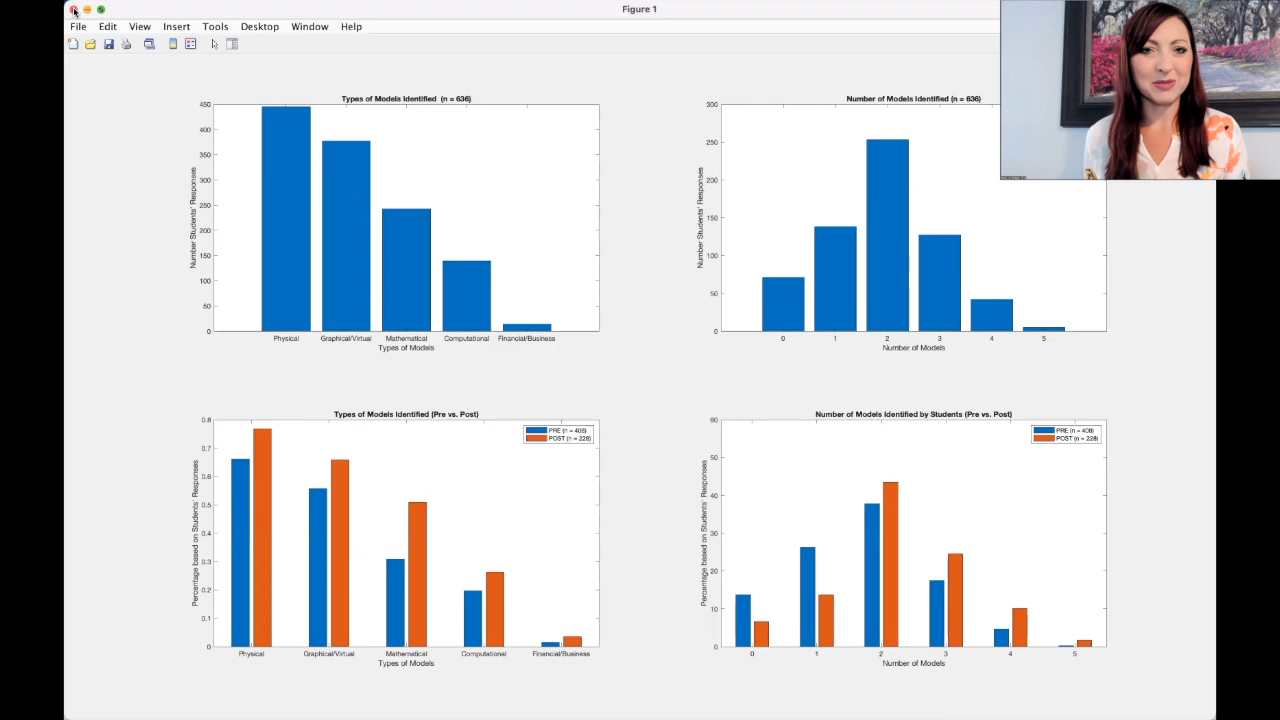 Figure 1
File Edit View Insert Tools Desktop Window Help
Types of Models Identified (n = 636)
450
400
350
300
250
200
150
100
50
0
Number Students' Responses
Physical Graphical/Virtual Mathematical Computational Financial/Business
Types of Models
Number of Models Identified (n = 636)
300
250
200
150
100
50
0
Number Students' Responses
0 1 2 3 4 5
Number of Models
Types of Models Identified (Pre vs. Post)
0.8
0.7
0.6
0.5
0.4
0.3
0.2
0.1
0
Percentage based on Students' Responses
PRE (n = 408)
POST (n = 228)
Physical Graphical/Virtual Mathematical Computational Financial/Business
Types of Models
Number of Models Identified by Students (Pre vs. Post)
60
50
40
30
20
10
0
Percentage based on Students' Responses
PRE (n = 408)
POST (n = 228)
0 1 2 3 4 5
Number of Models